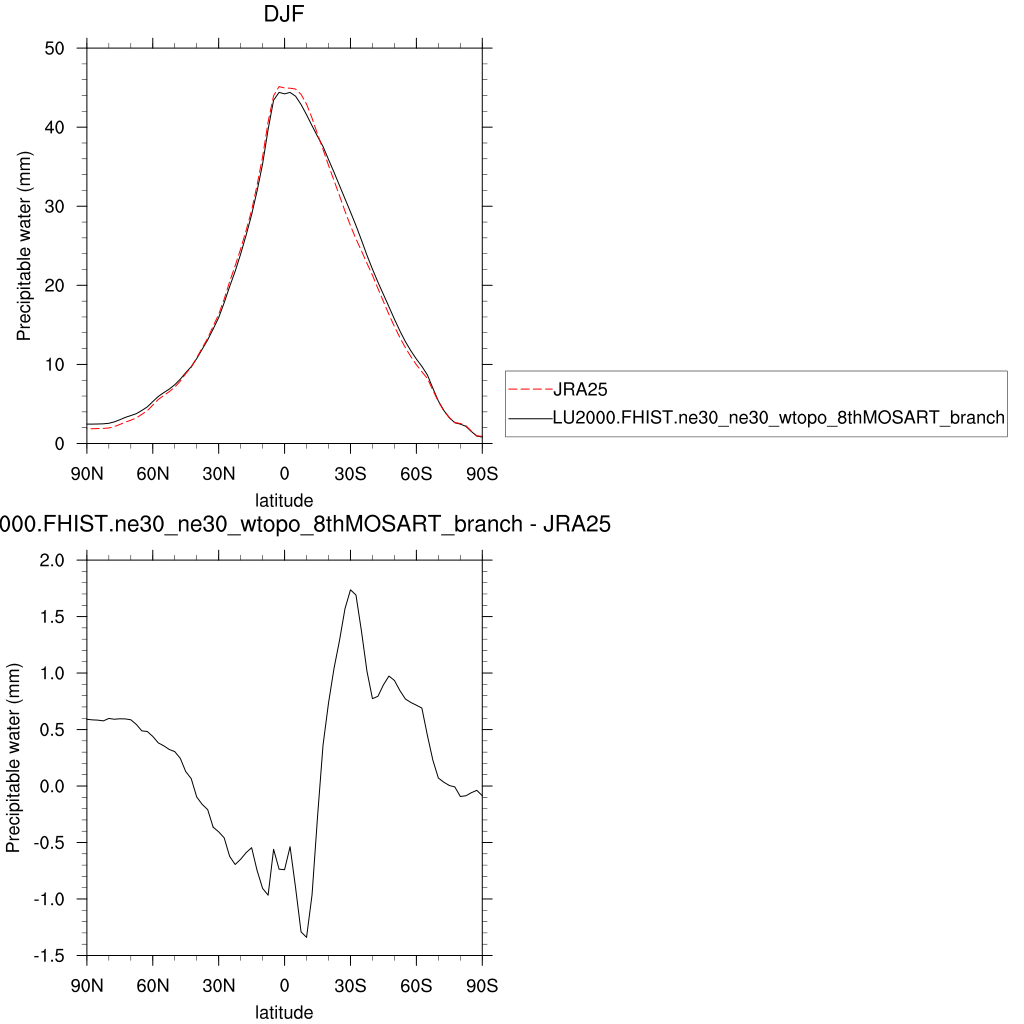 DJF
50
40
30
20
10
0
Precipitable water (mm)
90N 60N 30N 0 30S 60S 90S
latitude
JRA25
LU2000.FHIST.ne30_ne30_wtopo_8thMOSART_branch
000.FHIST.ne30_ne30_wtopo_8thMOSART_branch - JRA25
2.0
1.5
1.0
0.5
0.0
-0.5
-1.0
-1.5
Precipitable water (mm)
90N 60N 30N 0 30S 60S 90S
latitude